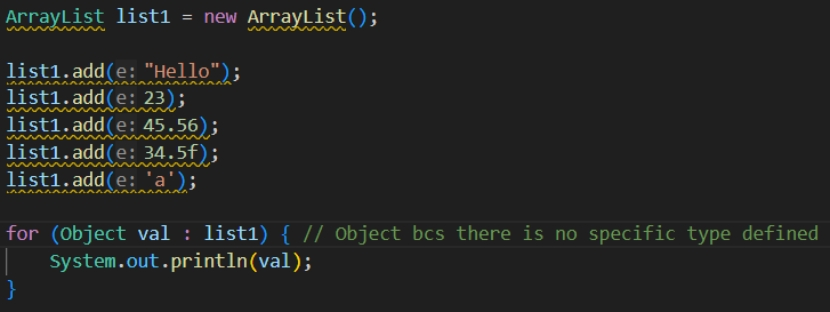 ArrayList list1 = new ArrayList();
list1.add(e: "Hello");
list1.add(e: 23);
list1.add(e: 45.56);
list1.add(e: 34.5f);
list1.add(e: 'a');
for (Object val : list1) { // Object bcs there is no specific type defined
    System.out.println(val);
}